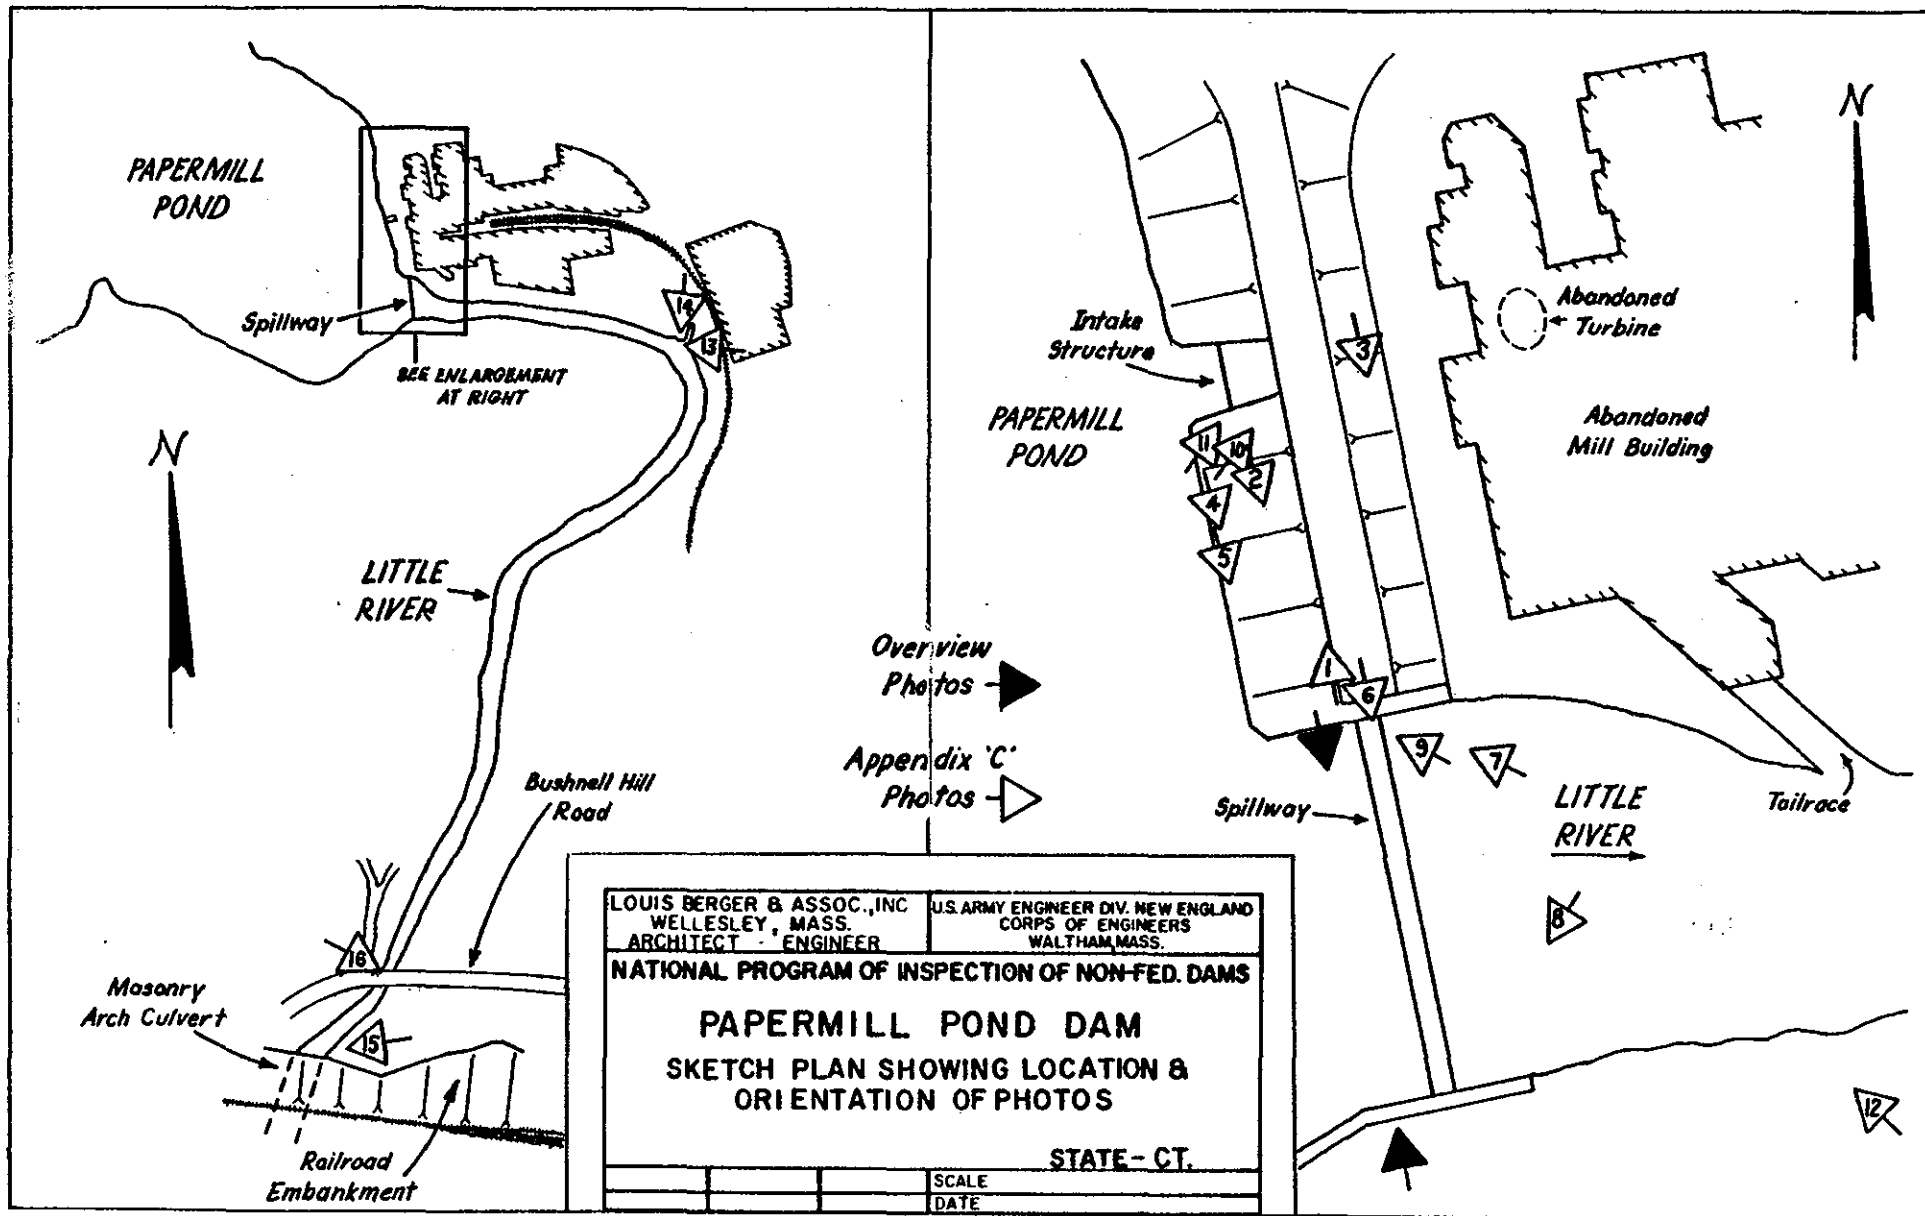 PAPERMILL
POND
Spillway
SEE ENLARGEMENT
AT RIGHT
14
13
N
LITTLE
RIVER
Bushnell Hill
Road
16
Masonry
Arch Culvert
15
Railroad
Embankment
N
Intake
Structure
PAPERMILL
POND
Abandoned
Turbine
Abandoned
Mill Building
3
11
10
2
4
5
1
6
9
7
Overview
Photos
Appendix 'C'
Photos
Spillway
LITTLE
RIVER
Tailrace
8
12
LOUIS BERGER & ASSOC., INC
WELLESLEY, MASS.
ARCHITECT - ENGINEER
U.S. ARMY ENGINEER DIV. NEW ENGLAND
CORPS OF ENGINEERS
WALTHAM, MASS.
NATIONAL PROGRAM OF INSPECTION OF NON-FED. DAMS
PAPERMILL POND DAM
SKETCH PLAN SHOWING LOCATION &
ORIENTATION OF PHOTOS
STATE - CT.
SCALE
DATE